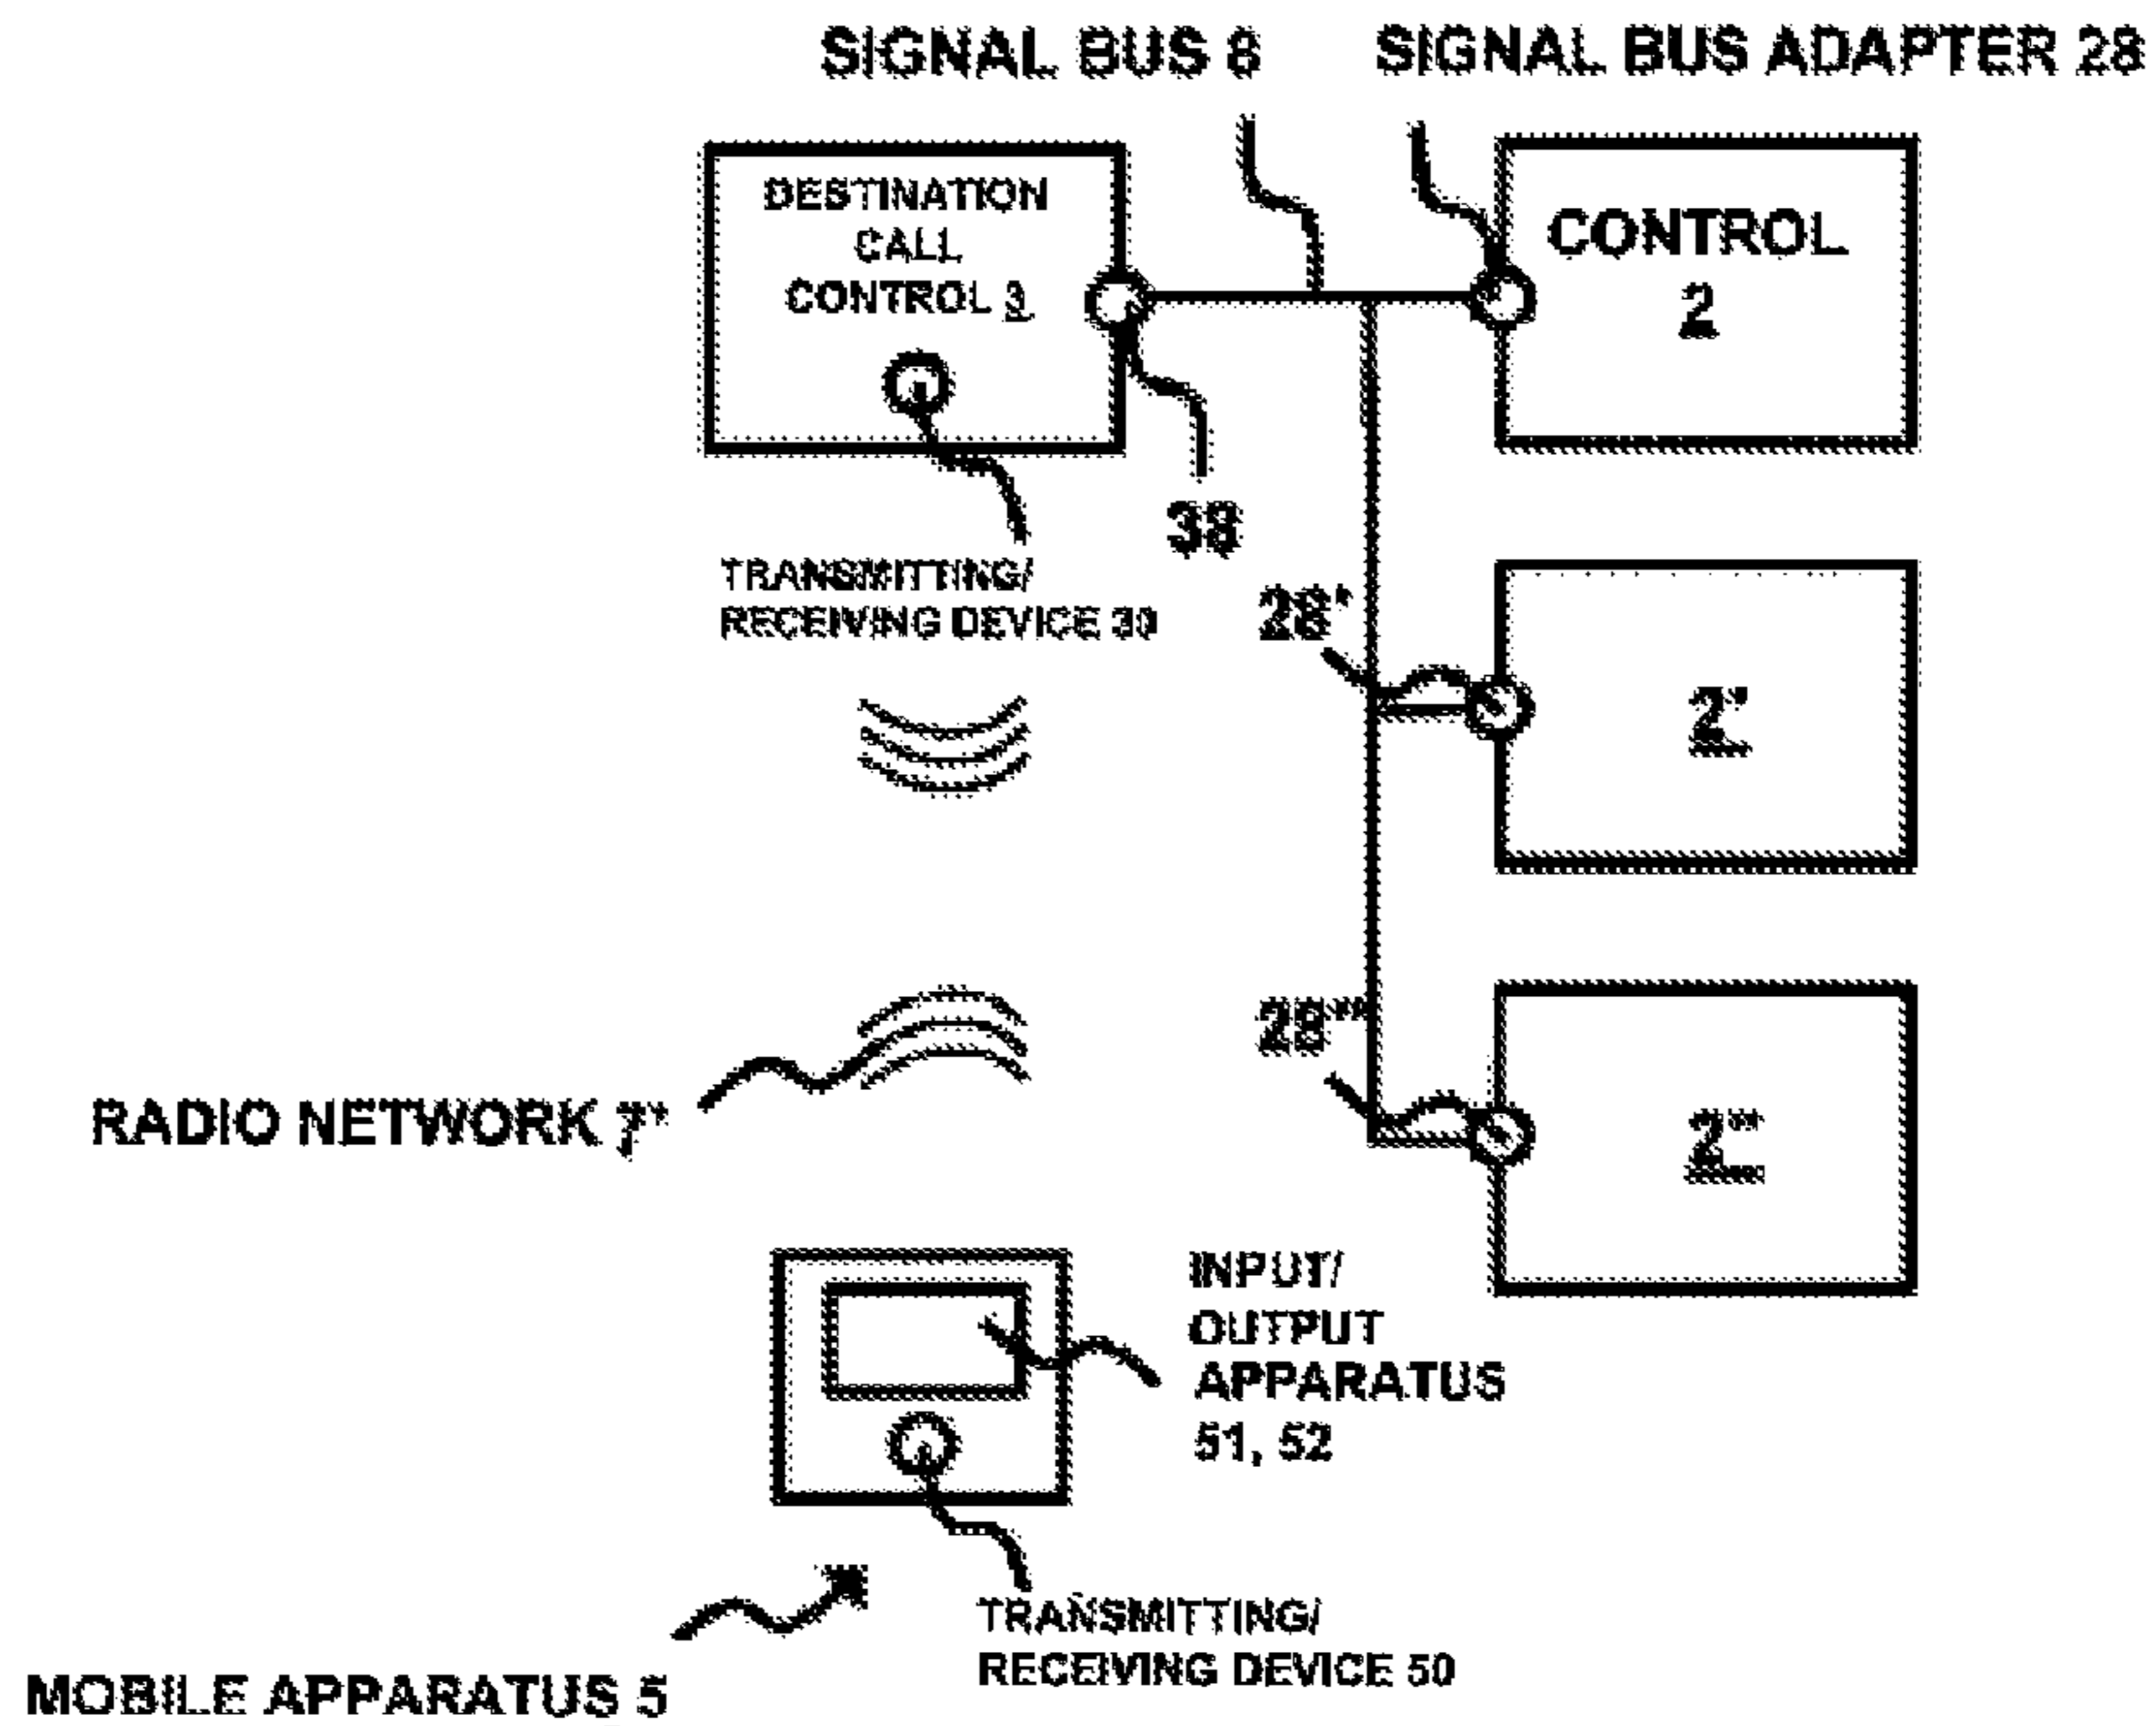 SIGNAL BUS 8
SIGNAL BUS ADAPTER 28
DESTINATION
CALL
CONTROL 3
CONTROL
2
38
TRANSMITTING/
RECEIVING DEVICE 30
28'
2'
28"
2"
RADIO NETWORK 7'
INPUT/
OUTPUT
APPARATUS
51, 52
TRANSMITTING/
RECEIVING DEVICE 50
MOBILE APPARATUS 5